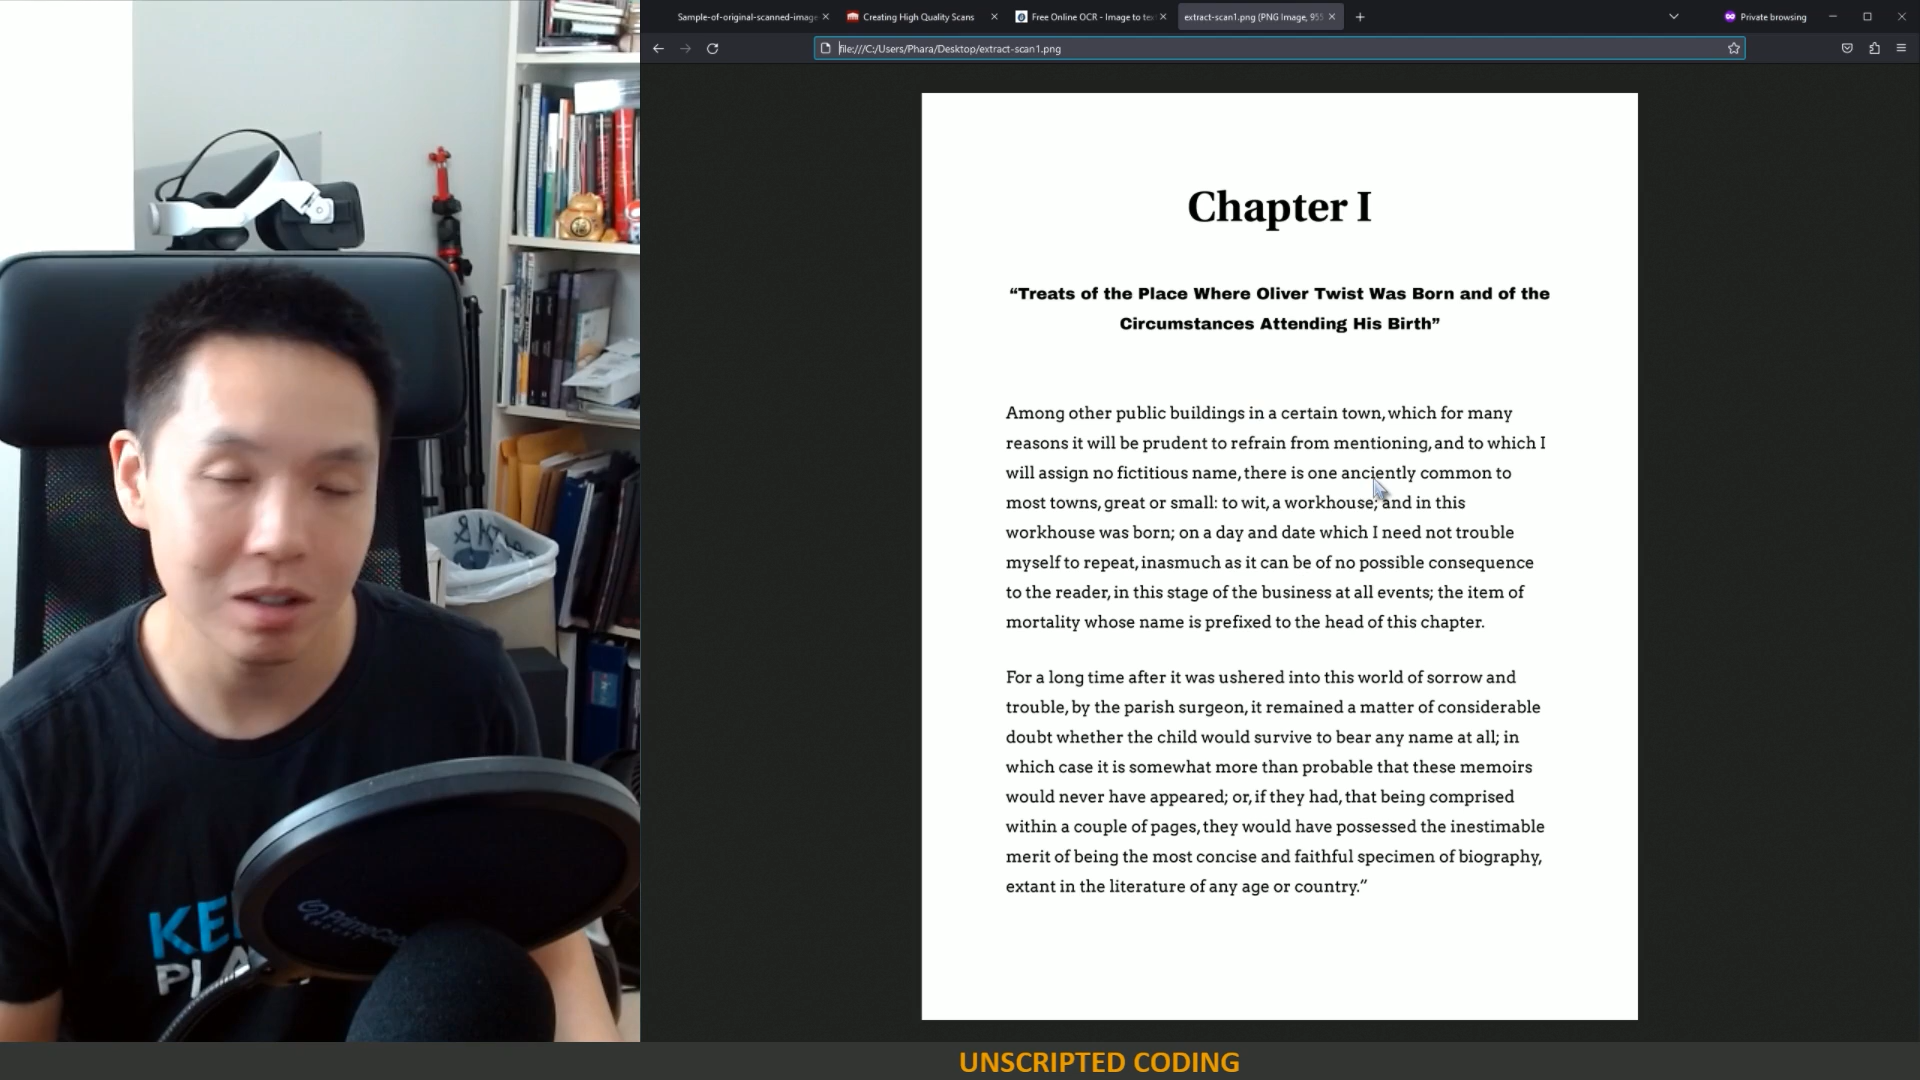 Sample-of-original-scanned-image
Creating High Quality Scans
Free Online OCR - Image to tex
extract-scan1.png (PNG Image, 955
Private browsing
file:///C:/Users/Phara/Desktop/extract-scan1.png
Chapter I
“Treats of the Place Where Oliver Twist Was Born and of the
Circumstances Attending His Birth”
Among other public buildings in a certain town, which for many
reasons it will be prudent to refrain from mentioning, and to which I
will assign no fictitious name, there is one anciently common to
most towns, great or small: to wit, a workhouse; and in this
workhouse was born; on a day and date which I need not trouble
myself to repeat, inasmuch as it can be of no possible consequence
to the reader, in this stage of the business at all events; the item of
mortality whose name is prefixed to the head of this chapter.
For a long time after it was ushered into this world of sorrow and
trouble, by the parish surgeon, it remained a matter of considerable
doubt whether the child would survive to bear any name at all; in
which case it is somewhat more than probable that these memoirs
would never have appeared; or, if they had, that being comprised
within a couple of pages, they would have possessed the inestimable
merit of being the most concise and faithful specimen of biography,
extant in the literature of any age or country.”
KE
PLA
UNSCRIPTED CODING